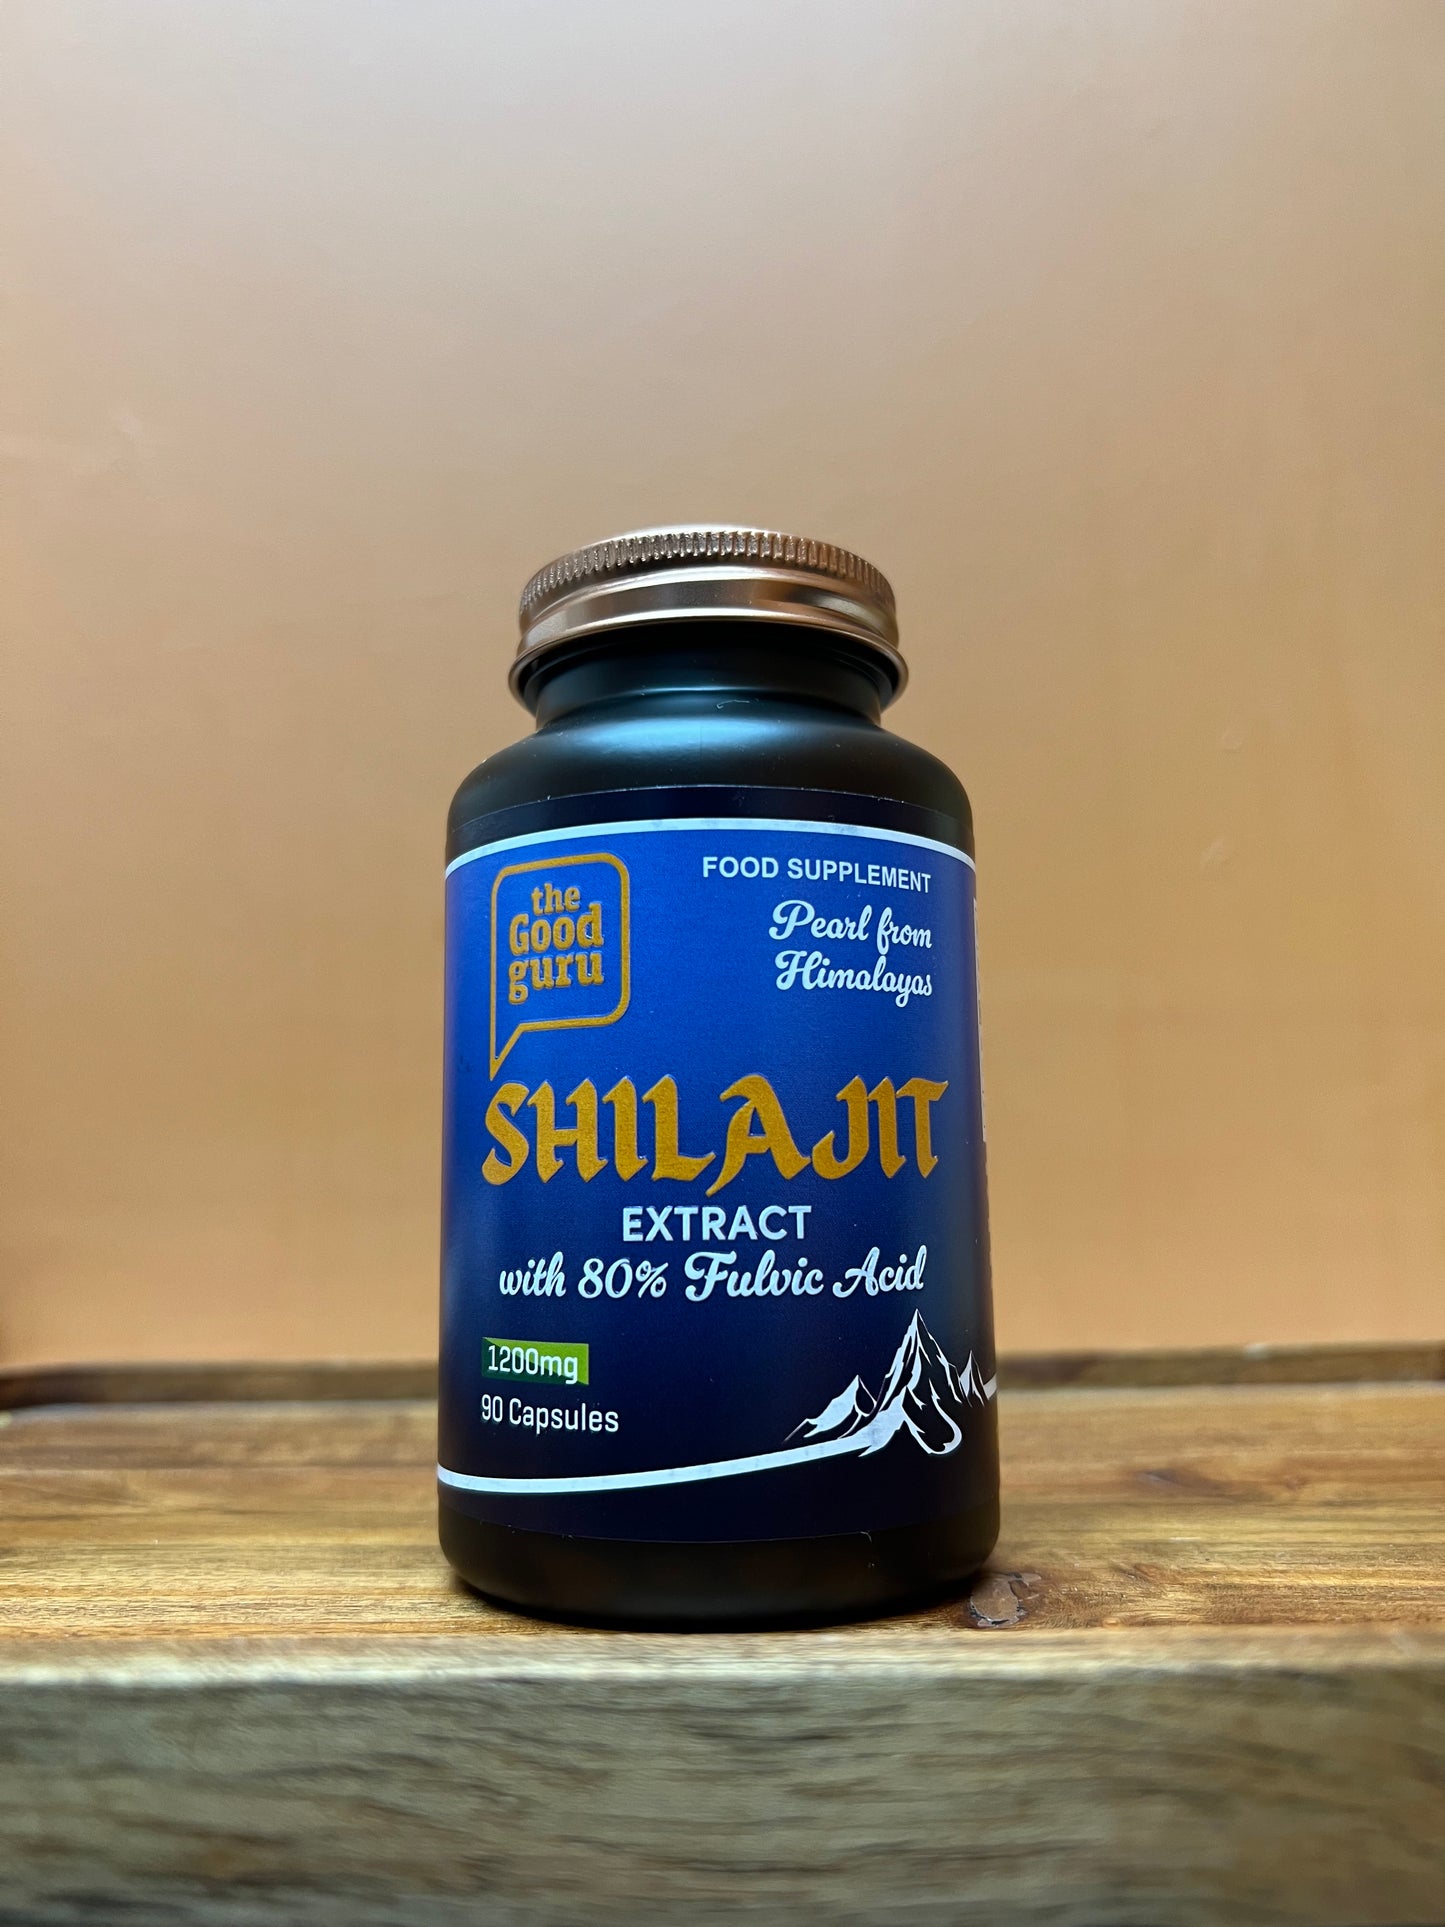 the
Good
guru
FOOD SUPPLEMENT
Pearl from
Himalayas
SHILAJIT
EXTRACT
with 80% Fulvic Acid
1200mg
90 Capsules